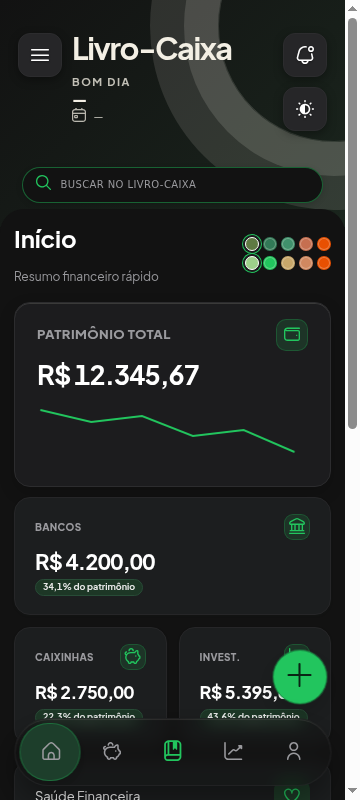 Livro-Caixa
BOM DIA
—
—
BUSCAR NO LIVRO-CAIXA
Início
Resumo financeiro rápido
PATRIMÔNIO TOTAL
R$ 12.345,67
BANCOS
R$ 4.200,00
34,1% do patrimônio
CAIXINHAS
R$ 2.750,00
22,3% do patrimônio
INVEST.
R$ 5.395,
43,6% do patrimônio
Saúde Financeira